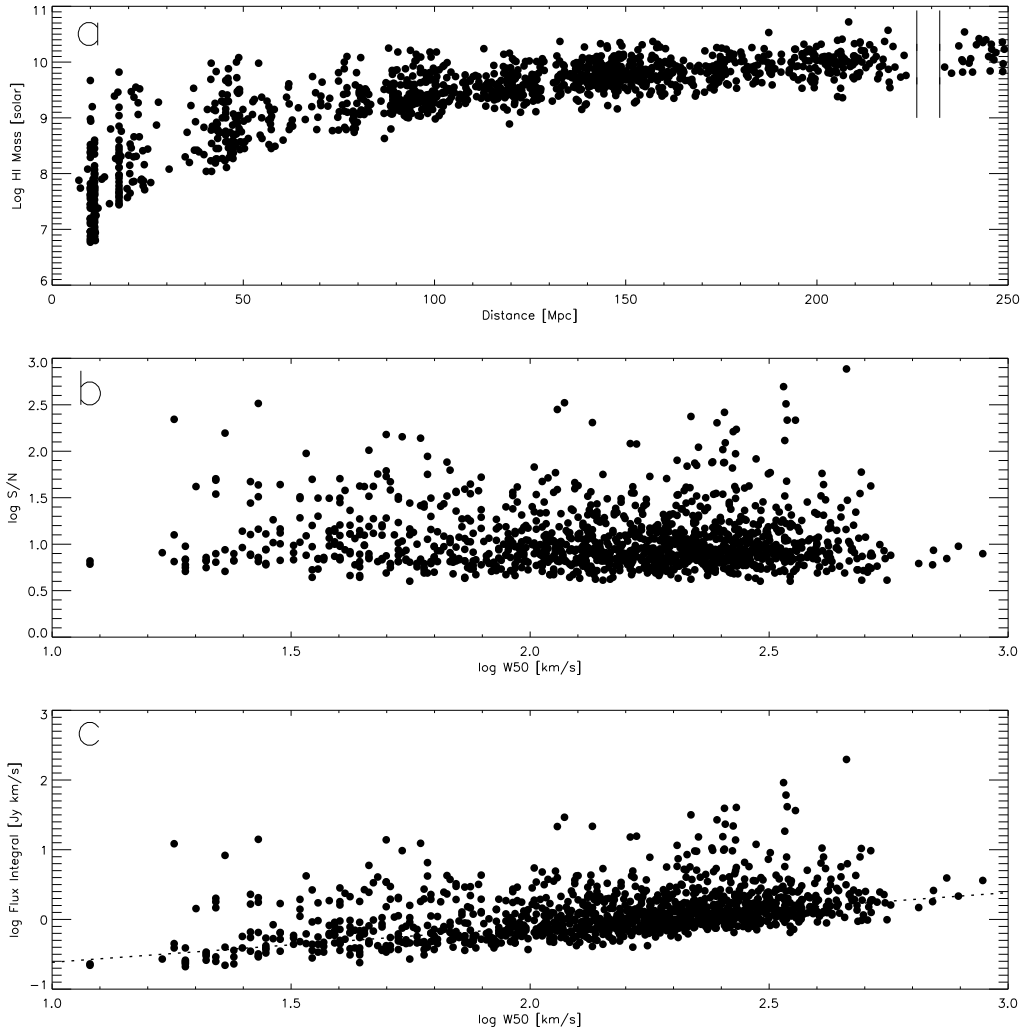 a
11
10
9
8
7
6
Log HI Mass [solar]
0 50 100 150 200 250
Distance [Mpc]
b
3.0
2.5
2.0
1.5
1.0
0.5
0.0
log S/N
1.0 1.5 2.0 2.5 3.0
log W50 [km/s]
c
3
2
1
0
-1
log Flux Integral [Jy km/s]
1.0 1.5 2.0 2.5 3.0
log W50 [km/s]